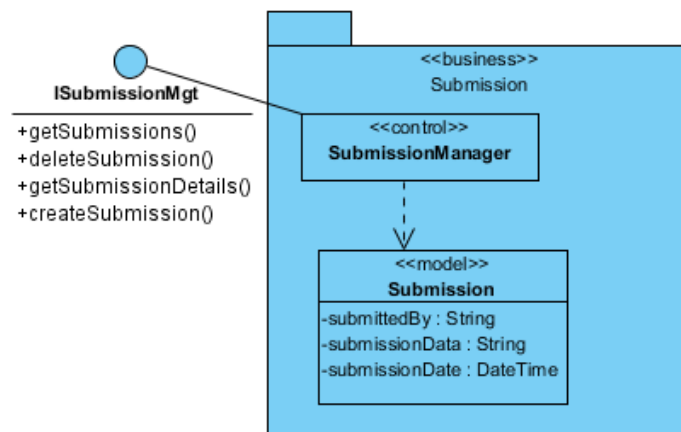 <<business>>
Submission
ISubmissionMgt
+getSubmissions()
+deleteSubmission()
+getSubmissionDetails()
+createSubmission()
<<control>>
SubmissionManager
<<model>>
Submission
-submittedBy : String
-submissionData : String
-submissionDate : DateTime